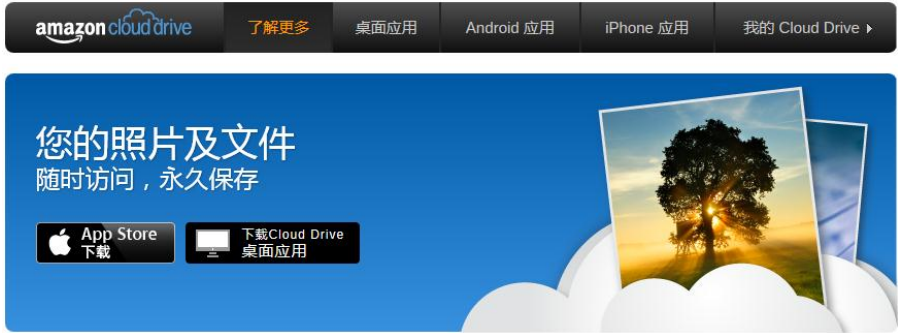 amazon cloud drive
了解更多
桌面应用
Android 应用
iPhone 应用
我的 Cloud Drive
您的照片及文件
随时访问，永久保存
App Store
下载
下载Cloud Drive
桌面应用